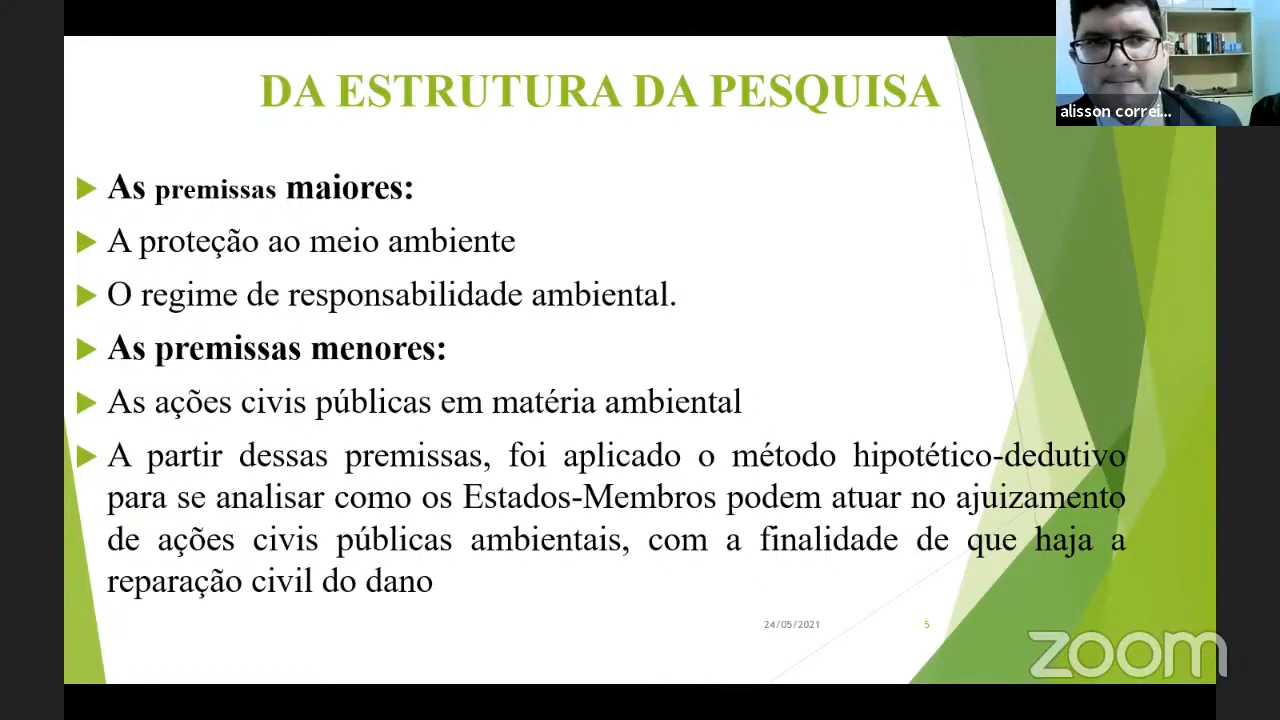 DA ESTRUTURA DA PESQUISA
alisson correi...
As premissas maiores:
A proteção ao meio ambiente
O regime de responsabilidade ambiental.
As premissas menores:
As ações civis públicas em matéria ambiental
A partir dessas premissas, foi aplicado o método hipotético-dedutivo
para se analisar como os Estados-Membros podem atuar no ajuizamento
de ações civis públicas ambientais, com a finalidade de que haja a
reparação civil do dano
24/05/2021
5
zoom